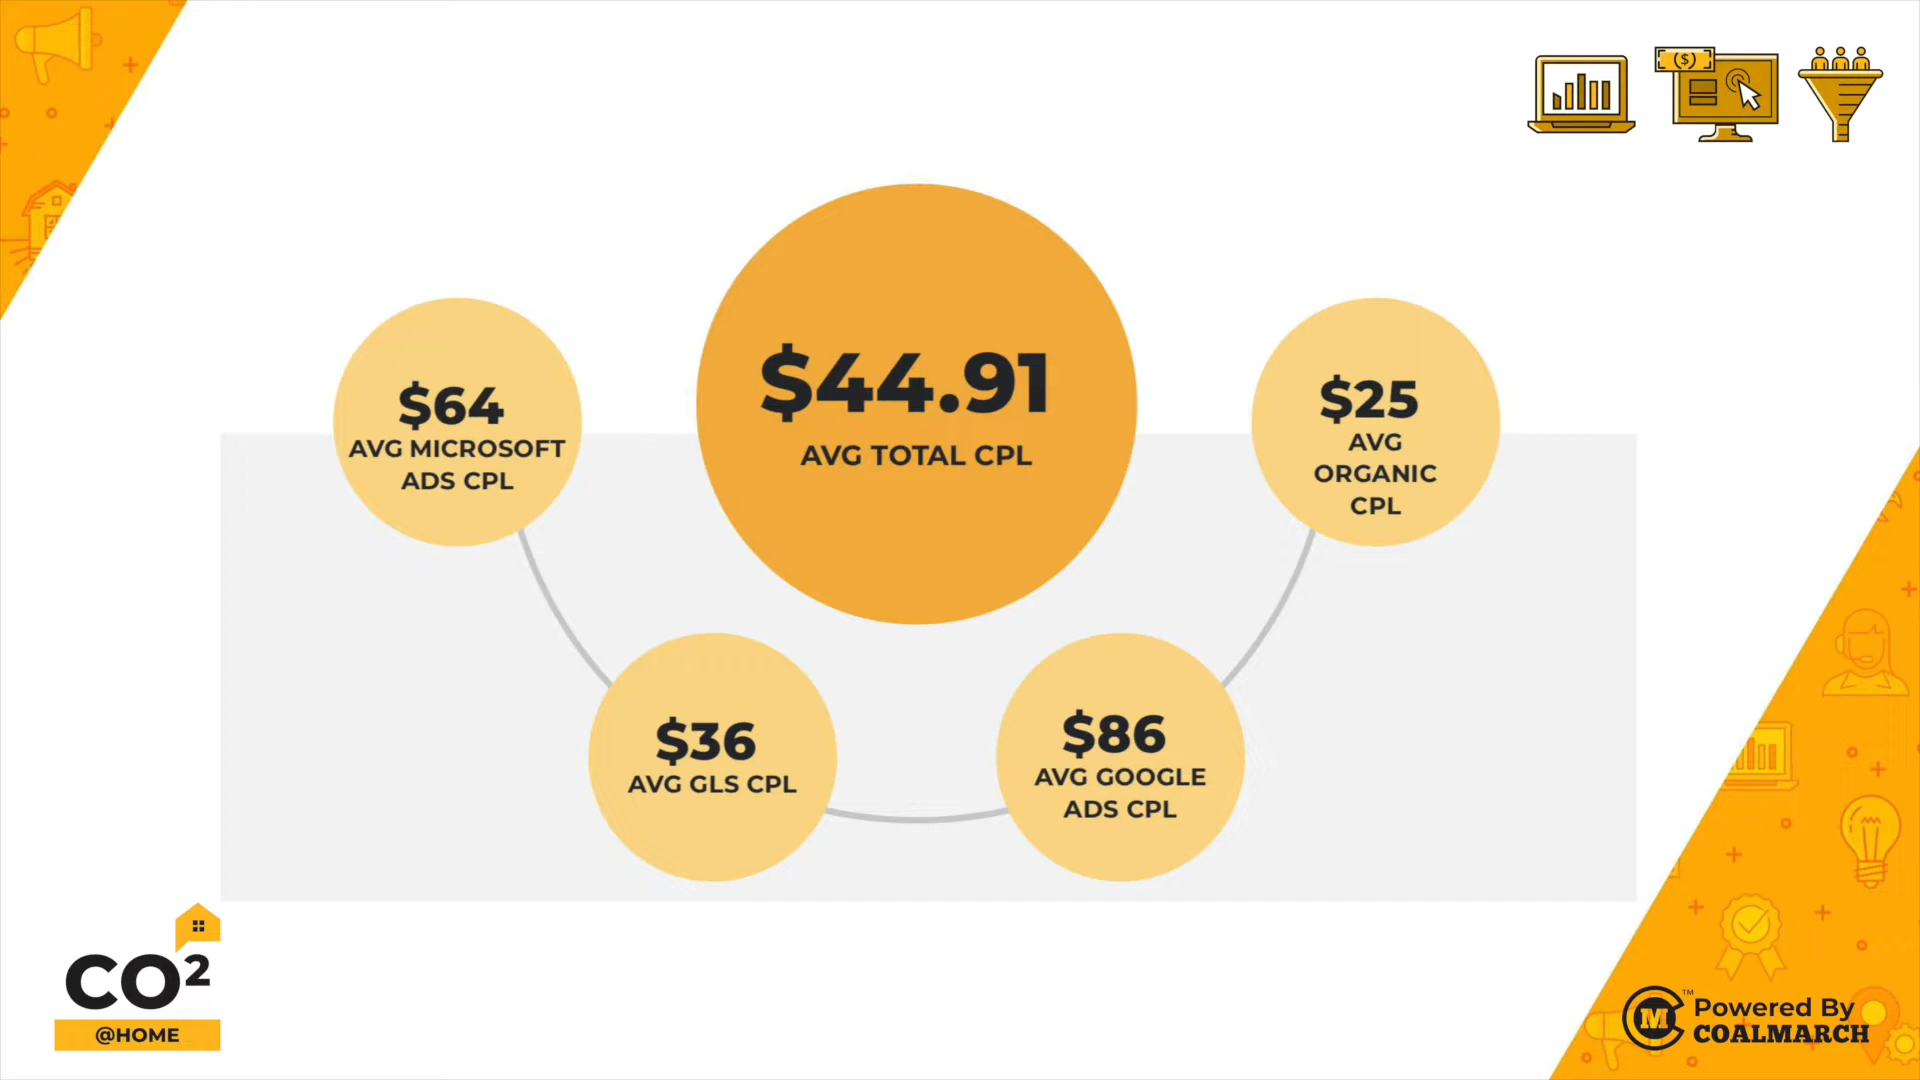 ($)
$44.91
AVG TOTAL CPL
$64
AVG MICROSOFT
ADS CPL
$25
AVG
ORGANIC
CPL
$36
AVG GLS CPL
$86
AVG GOOGLE
ADS CPL
CO²
@HOME
CM™ Powered By
COALMARCH